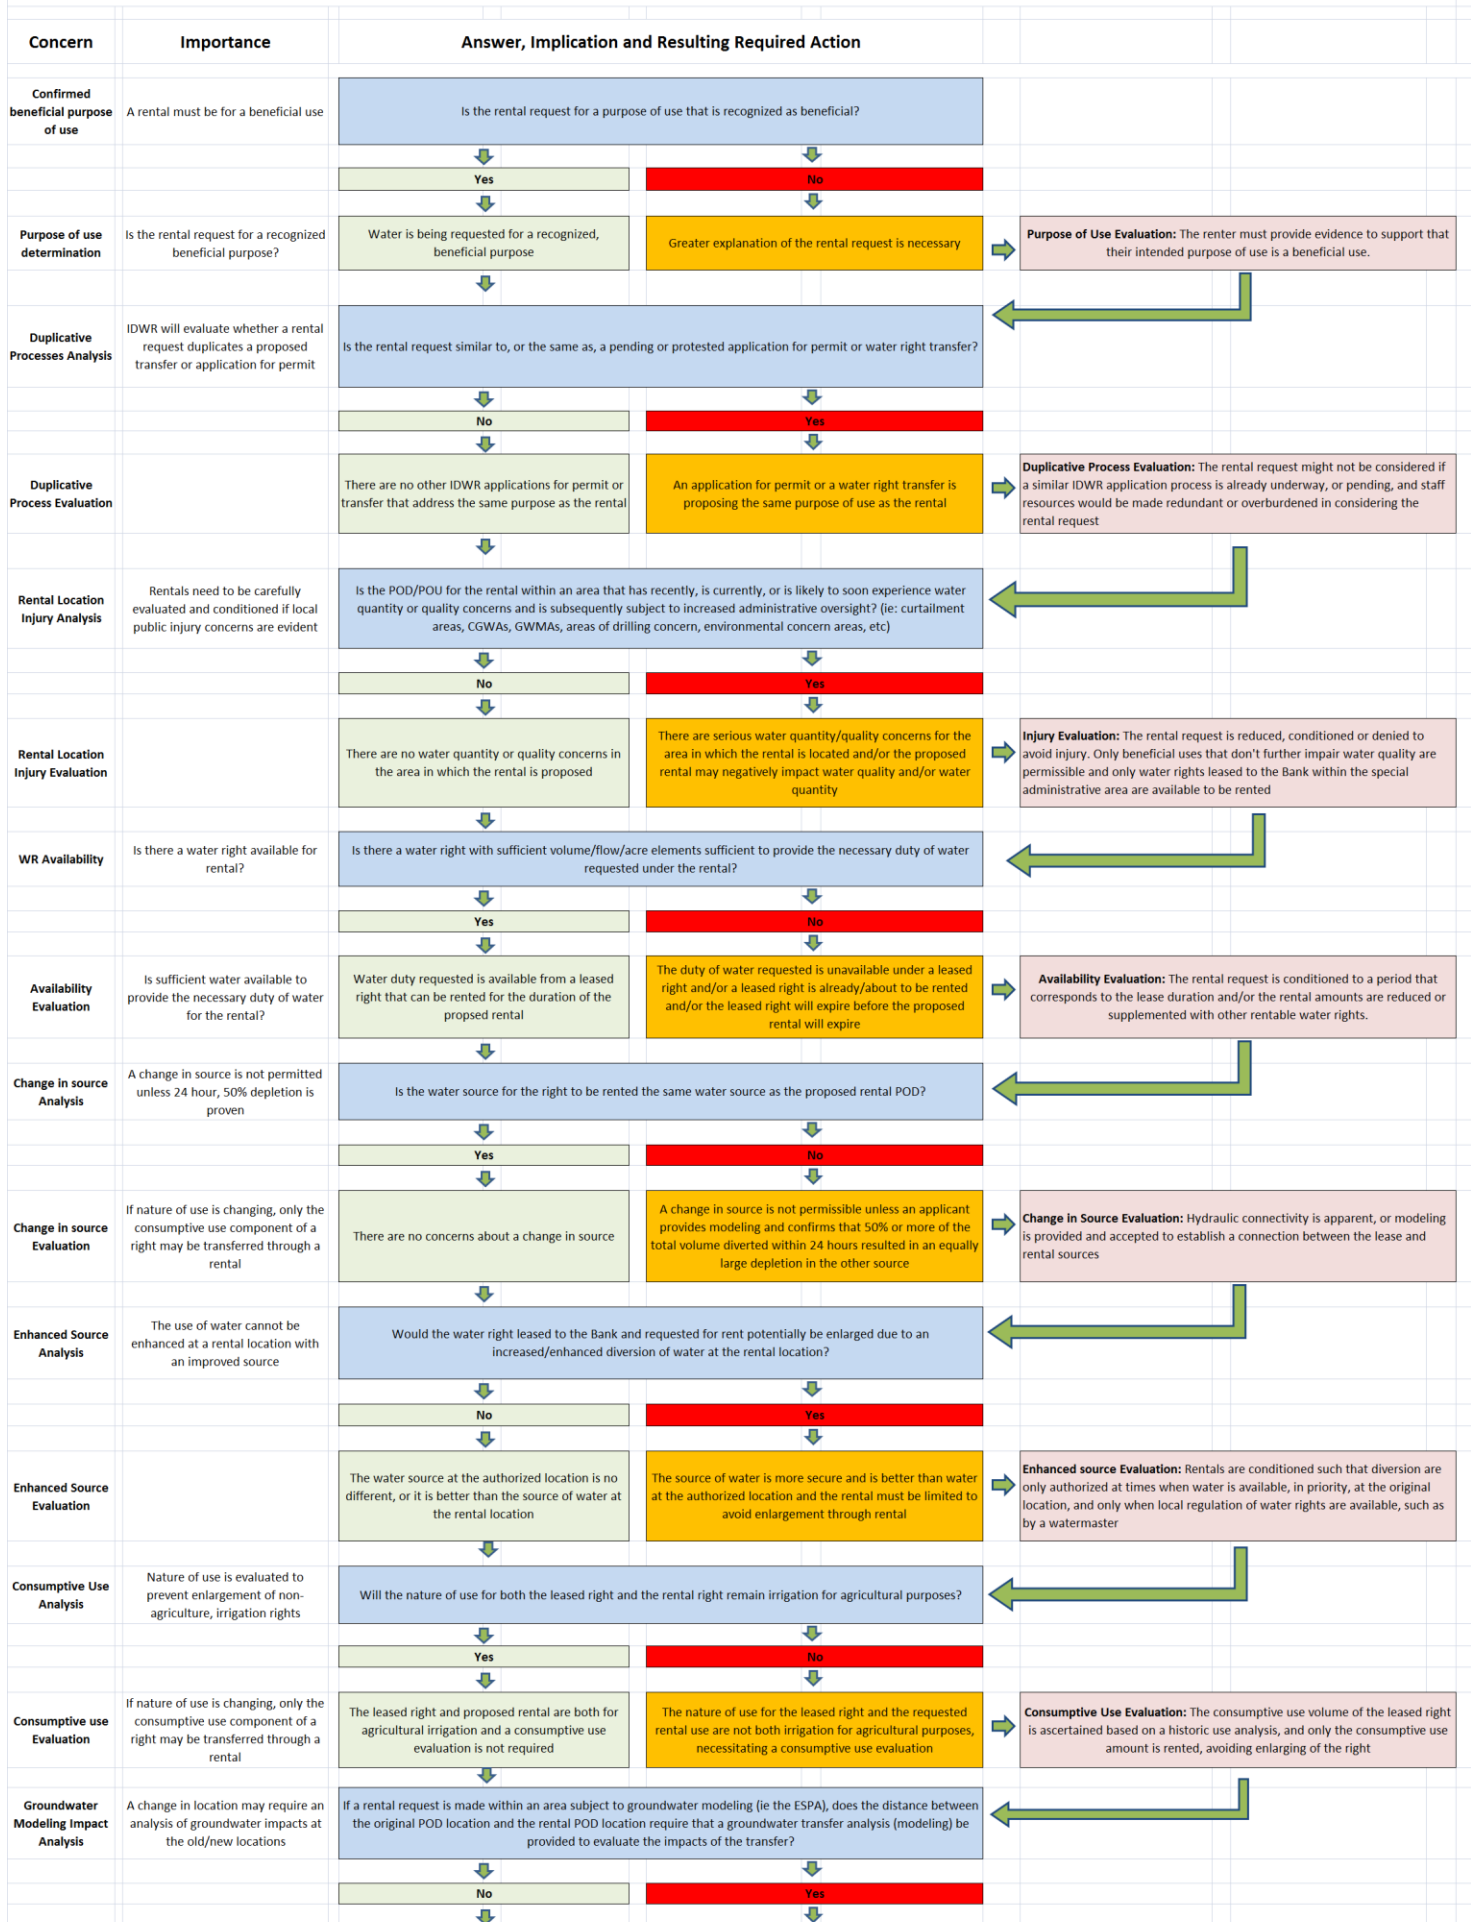 Concern
Importance
Answer, Implication and Resulting Required Action
Confirmed
beneficial purpose
of use
A rental must be for a beneficial use
Is the rental request for a purpose of use that is recognized as beneficial?
Yes
No
Purpose of use
determination
Is the rental request for a recognized
beneficial purpose?
Water is being requested for a recognized,
beneficial purpose
Greater explanation of the rental request is necessary
Purpose of Use Evaluation: The renter must provide evidence to support that
their intended purpose of use is a beneficial use.
Duplicative
Processes Analysis
IDWR will evaluate whether a rental
request duplicates a proposed
transfer or application for permit
Is the rental request similar to, or the same as, a pending or protested application for permit or water right transfer?
No
Yes
Duplicative
Process Evaluation
There are no other IDWR applications for permit or
transfer that address the same purpose as the rental
An application for permit or a water right transfer is
proposing the same purpose of use as the rental
Duplicative Process Evaluation: The rental request might not be considered if
a similar IDWR application process is already underway, or pending, and staff
resources would be made redundant or overburdened in considering the
rental request
Rental Location
Injury Analysis
Rentals need to be carefully
evaluated and conditioned if local
public injury concerns are evident
Is the POD/POU for the rental within an area that has recently, is currently, or is likely to soon experience water
quantity or quality concerns and is subsequently subject to increased administrative oversight? (ie: curtailment
areas, CGWAs, GWMAs, areas of drilling concern, environmental concern areas, etc)
No
Yes
Rental Location
Injury Evaluation
There are no water quantity or quality concerns in
the area in which the rental is proposed
There are serious water quantity/quality concerns for the
area in which the rental is located and/or the proposed
rental may negatively impact water quality and/or water
quantity
Injury Evaluation: The rental request is reduced, conditioned or denied to
avoid injury. Only beneficial uses that don't further impair water quality are
permissible and only water rights leased to the Bank within the special
administrative area are available to be rented
WR Availability
Is there a water right available for
rental?
Is there a water right with sufficient volume/flow/acre elements sufficient to provide the necessary duty of water
requested under the rental?
Yes
No
Availability
Evaluation
Is sufficient water available to
provide the necessary duty of water
for the rental?
Water duty requested is available from a leased
right that can be rented for the duration of the
propsed rental
The duty of water requested is unavailable under a leased
right and/or a leased right is already/about to be rented
and/or the leased right will expire before the proposed
rental will expire
Availability Evaluation: The rental request is conditioned to a period that
corresponds to the lease duration and/or the rental amounts are reduced or
supplemented with other rentable water rights.
Change in source
Analysis
A change in source is not permitted
unless 24 hour, 50% depletion is
proven
Is the water source for the right to be rented the same water source as the proposed rental POD?
Yes
No
Change in source
Evaluation
If nature of use is changing, only the
consumptive use component of a
right may be transferred through a
rental
There are no concerns about a change in source
A change in source is not permissible unless an applicant
provides modeling and confirms that 50% or more of the
total volume diverted within 24 hours resulted in an equally
large depletion in the other source
Change in Source Evaluation: Hydraulic connectivity is apparent, or modeling
is provided and accepted to establish a connection between the lease and
rental sources
Enhanced Source
Analysis
The use of water cannot be
enhanced at a rental location with
an improved source
Would the water right leased to the Bank and requested for rent potentially be enlarged due to an
increased/enhanced diversion of water at the rental location?
No
Yes
Enhanced Source
Evaluation
The water source at the authorized location is no
different, or it is better than the source of water at
the rental location
The source of water is more secure and is better than water
at the authorized location and the rental must be limited to
avoid enlargement through rental
Enhanced source Evaluation: Rentals are conditioned such that diversion are
only authorized at times when water is available, in priority, at the original
location, and only when local regulation of water rights are available, such as
by a watermaster
Consumptive Use
Analysis
Nature of use is evaluated to
prevent enlargement of non-
agriculture, irrigation rights
Will the nature of use for both the leased right and the rental right remain irrigation for agricultural purposes?
Yes
No
Consumptive use
Evaluation
If nature of use is changing, only the
consumptive use component of a
right may be transferred through a
rental
The leased right and proposed rental are both for
agricultural irrigation and a consumptive use
evaluation is not required
The nature of use for the leased right and the requested
rental use are not both irrigation for agricultural purposes,
necessitating a consumptive use evaluation
Consumptive Use Evaluation: The consumptive use volume of the leased right
is ascertained based on a historic use analysis, and only the consumptive use
amount is rented, avoiding enlarging of the right
Groundwater
Modeling Impact
Analysis
A change in location may require an
analysis of groundwater impacts at
the old/new locations
If a rental request is made within an area subject to groundwater modeling (ie the ESPA), does the distance between
the original POD location and the rental POD location require that a groundwater transfer analysis (modeling) be
provided to evaluate the impacts of the transfer?
No
Yes